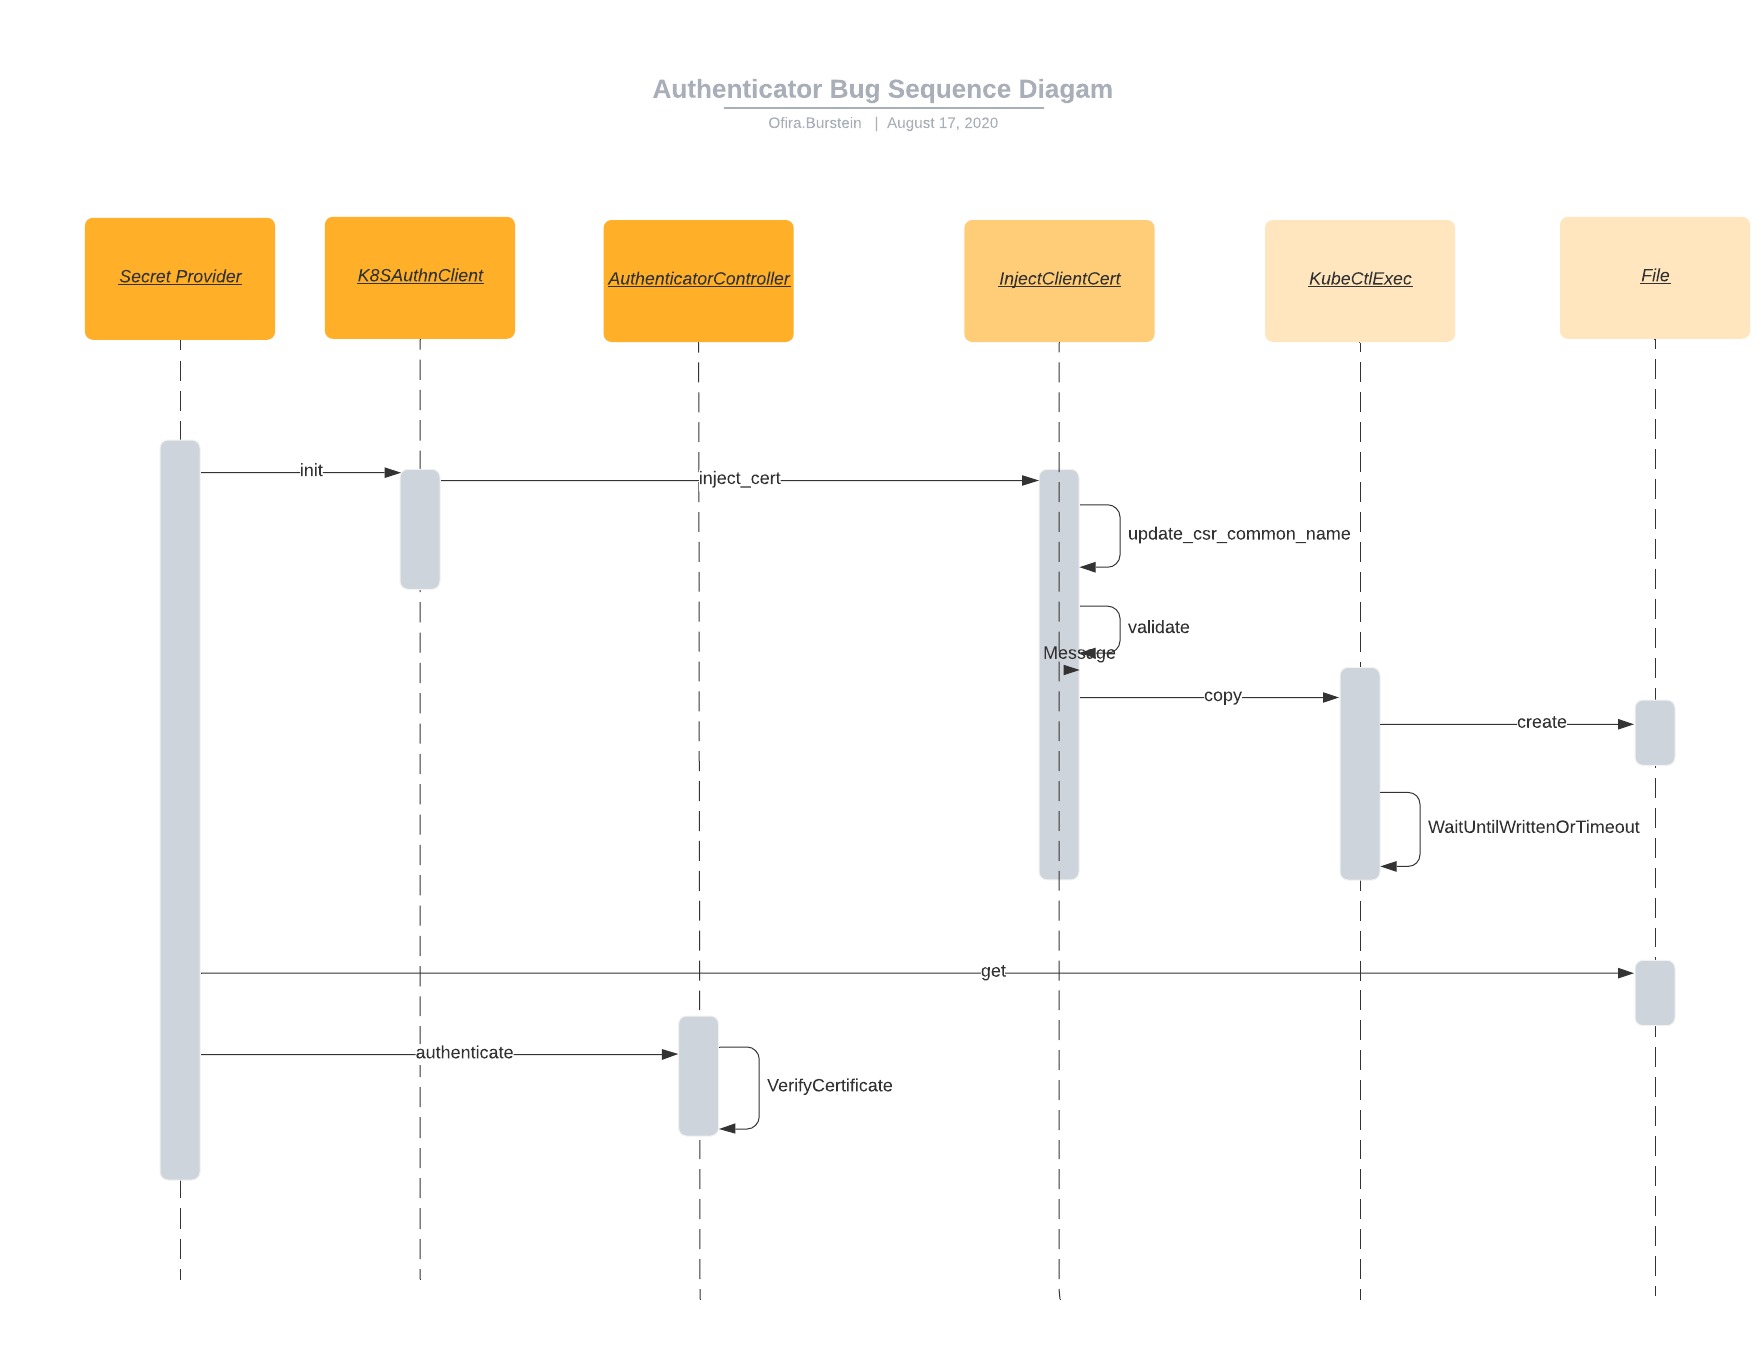 Authenticator Bug Sequence Diagam
Ofira.Burstein | August 17, 2020
Secret Provider
K8SAuthnClient
AuthenticatorController
InjectClientCert
KubeCtlExec
File
init
inject_cert
update_csr_common_name
validate
Message
copy
create
WaitUntilWrittenOrTimeout
get
authenticate
VerifyCertificate